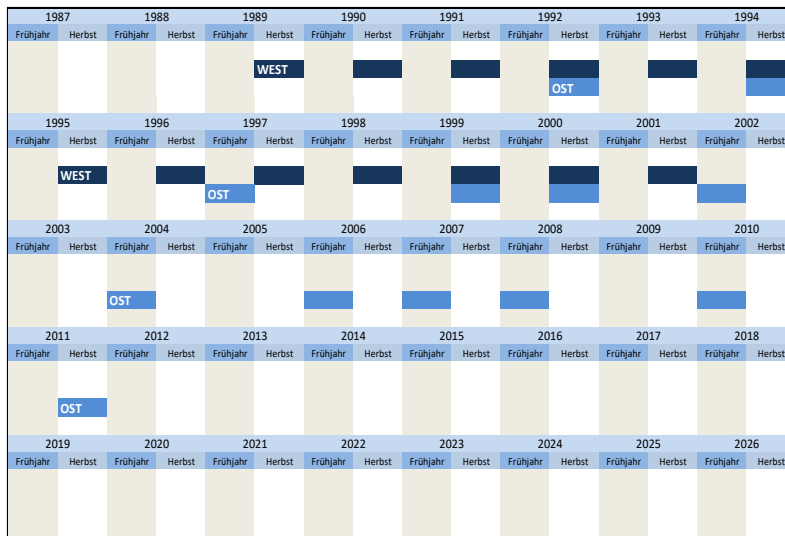 1987 1988 1989 1990 1991 1992 1993 1994
Frühjahr Herbst Frühjahr Herbst Frühjahr Herbst Frühjahr Herbst Frühjahr Herbst Frühjahr Herbst Frühjahr Herbst Frühjahr Herbst
WEST
OST
1995 1996 1997 1998 1999 2000 2001 2002
Frühjahr Herbst Frühjahr Herbst Frühjahr Herbst Frühjahr Herbst Frühjahr Herbst Frühjahr Herbst Frühjahr Herbst Frühjahr Herbst
WEST
OST
2003 2004 2005 2006 2007 2008 2009 2010
Frühjahr Herbst Frühjahr Herbst Frühjahr Herbst Frühjahr Herbst Frühjahr Herbst Frühjahr Herbst Frühjahr Herbst Frühjahr Herbst
OST
2011 2012 2013 2014 2015 2016 2017 2018
Frühjahr Herbst Frühjahr Herbst Frühjahr Herbst Frühjahr Herbst Frühjahr Herbst Frühjahr Herbst Frühjahr Herbst Frühjahr Herbst
OST
2019 2020 2021 2022 2023 2024 2025 2026
Frühjahr Herbst Frühjahr Herbst Frühjahr Herbst Frühjahr Herbst Frühjahr Herbst Frühjahr Herbst Frühjahr Herbst Frühjahr Herbst